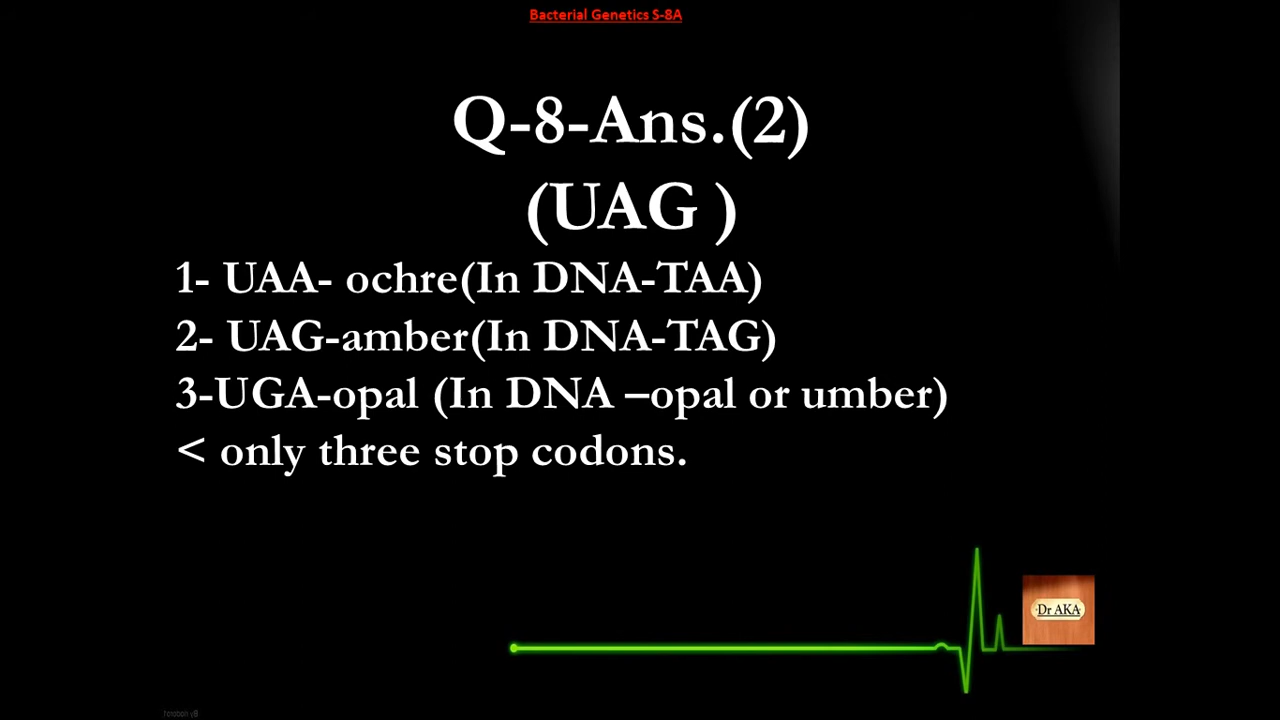 Bacterial Genetics S-8A
Q-8-Ans.(2)
(UAG )
1- UAA- ochre(In DNA-TAA)
2- UAG-amber(In DNA-TAG)
3-UGA-opal (In DNA –opal or umber)
< only three stop codons.
Dr AKA